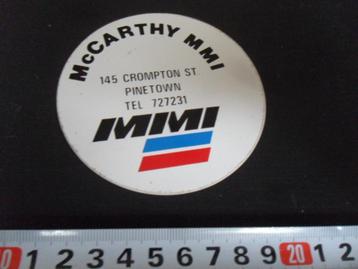 McCARTHY MMI
145 CROMPTON ST.
PINETOWN
TEL 727231
MMI
0 1 2 3 4 5 6 7 8 9 20 1 2